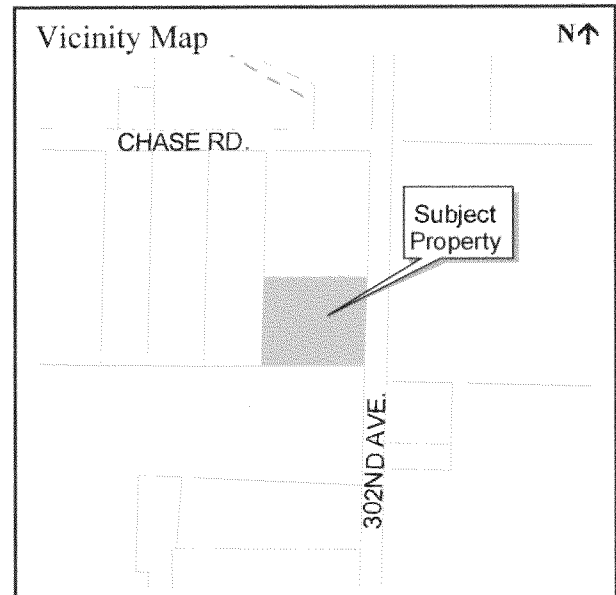 Vicinity Map
N↑
CHASE RD.
Subject
Property
302ND AVE.